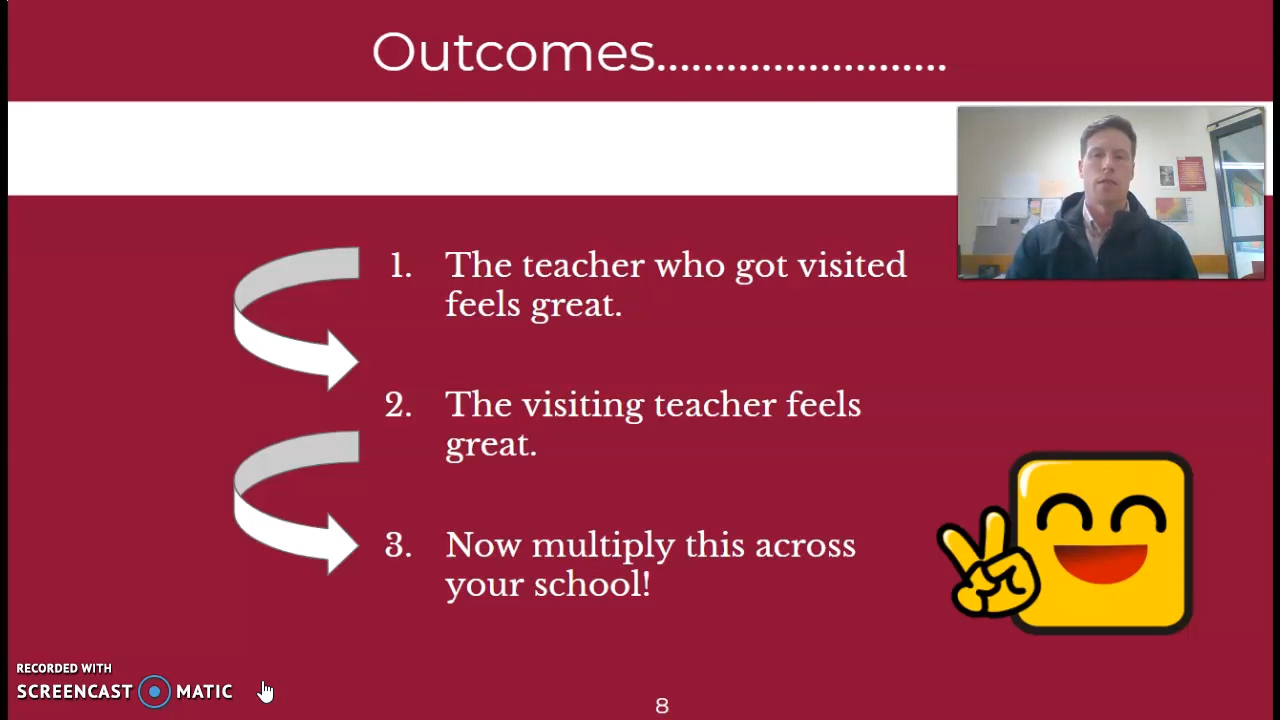 Outcomes.........................
1. The teacher who got visited
feels great.
2. The visiting teacher feels
great.
3. Now multiply this across
your school!
RECORDED WITH
SCREENCAST MATIC
8